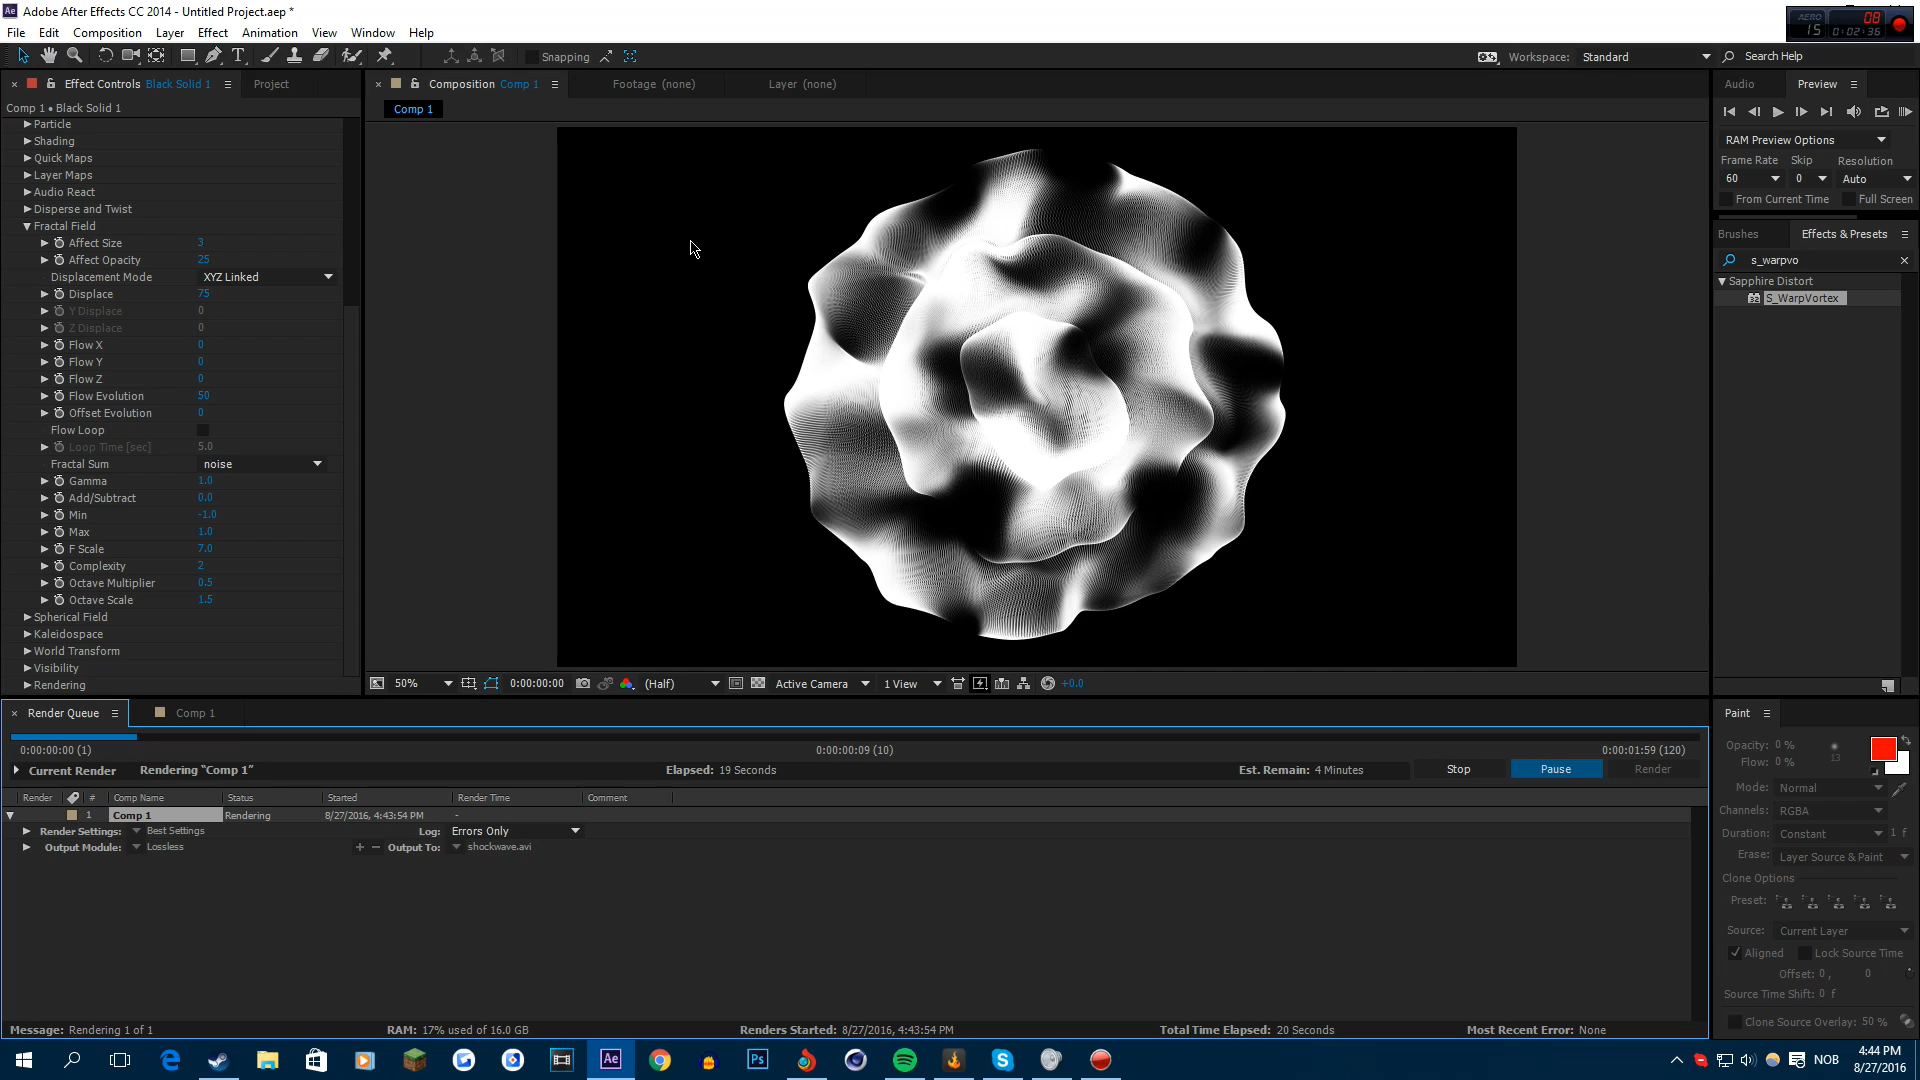 Adobe After Effects CC 2014 - Untitled Project.aep *
File Edit Composition Layer Effect Animation View Window Help
AERO 15 08 0:02:36
Snapping
Workspace: Standard
Search Help
Effect Controls Black Solid 1
Project
Comp 1 • Black Solid 1
Particle
Shading
Quick Maps
Layer Maps
Audio React
Disperse and Twist
Fractal Field
Affect Size 3
Affect Opacity 25
Displacement Mode XYZ Linked
Displace 75
Y Displace 0
Z Displace 0
Flow X 0
Flow Y 0
Flow Z 0
Flow Evolution 50
Offset Evolution 0
Flow Loop
Loop Time [sec] 5.0
Fractal Sum noise
Gamma 1.0
Add/Subtract 0.0
Min -1.0
Max 1.0
F Scale 7.0
Complexity 2
Octave Multiplier 0.5
Octave Scale 1.5
Spherical Field
Kaleidospace
World Transform
Visibility
Rendering
Composition Comp 1
Footage (none)
Layer (none)
Comp 1
50% 0:00:00:00 (Half) Active Camera 1 View +0.0
Audio Preview
RAM Preview Options
Frame Rate Skip Resolution
60 0 Auto
From Current Time Full Screen
Brushes Effects & Presets
s_warpvo
Sapphire Distort
32 S_WarpVortex
Render Queue Comp 1
0:00:00:00 (1) 0:00:00:09 (10) 0:00:01:59 (120)
Current Render Rendering “Comp 1” Elapsed: 19 Seconds Est. Remain: 4 Minutes Stop Pause Render
Render # Comp Name Status Started Render Time Comment
1 Comp 1 Rendering 8/27/2016, 4:43:54 PM -
Render Settings: Best Settings Log: Errors Only
Output Module: Lossless + − Output To: shockwave.avi
Message: Rendering 1 of 1 RAM: 17% used of 16.0 GB Renders Started: 8/27/2016, 4:43:54 PM Total Time Elapsed: 20 Seconds Most Recent Error: None
Paint
Opacity: 0 %
Flow: 0 %
13
Mode: Normal
Channels: RGBA
Duration: Constant 1 f
Erase: Layer Source & Paint
Clone Options
Preset:
Source: Current Layer
Aligned Lock Source Time
Offset: 0 , 0
Source Time Shift: 0 f
Clone Source Overlay: 50 %
Ae
Ps
NOB
4:44 PM
8/27/2016